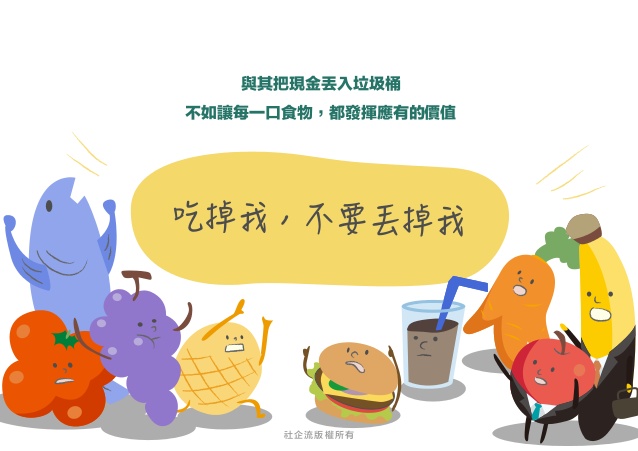 與其把現金丟入垃圾桶
不如讓每一口食物，都發揮應有的價值
吃掉我，不要丟掉我
社企流版權所有